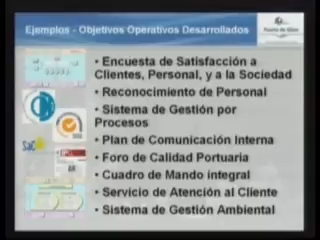 Ejemplos - Objetivos Operativos Desarrollados
• Encuesta de Satisfacción a
Clientes, Personal, y a la Sociedad
• Reconocimiento de Personal
• Sistema de Gestión por
Procesos
• Plan de Comunicación Interna
• Foro de Calidad Portuaria
• Cuadro de Mando integral
• Servicio de Atención al Cliente
• Sistema de Gestión Ambiental